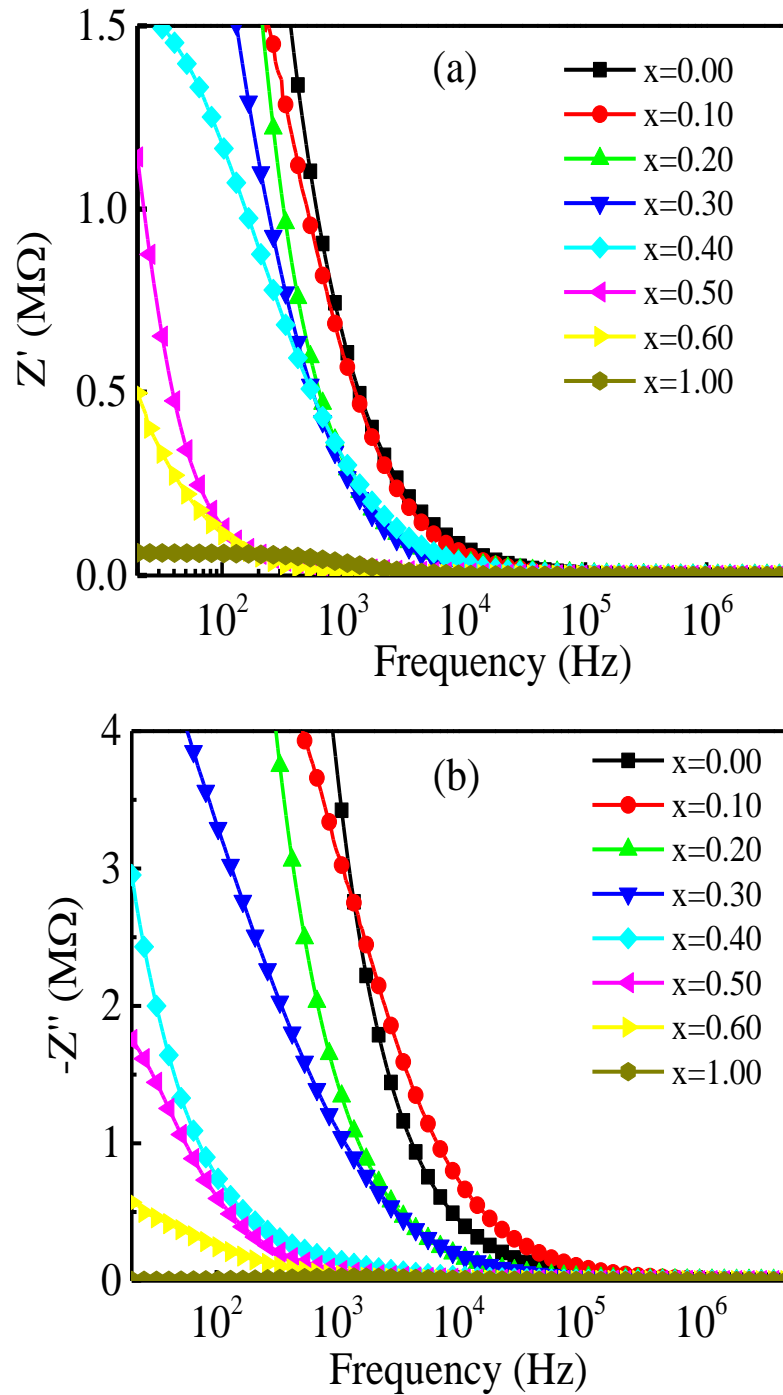 1.5
(a)
x=0.00
x=0.10
x=0.20
x=0.30
x=0.40
x=0.50
x=0.60
x=1.00
1.0
0.5
0.0
Z' (MΩ)
10² 10³ 10⁴ 10⁵ 10⁶
Frequency (Hz)
4
(b)
x=0.00
x=0.10
x=0.20
x=0.30
x=0.40
x=0.50
x=0.60
x=1.00
3
2
1
0
-Z'' (MΩ)
10² 10³ 10⁴ 10⁵ 10⁶
Frequency (Hz)